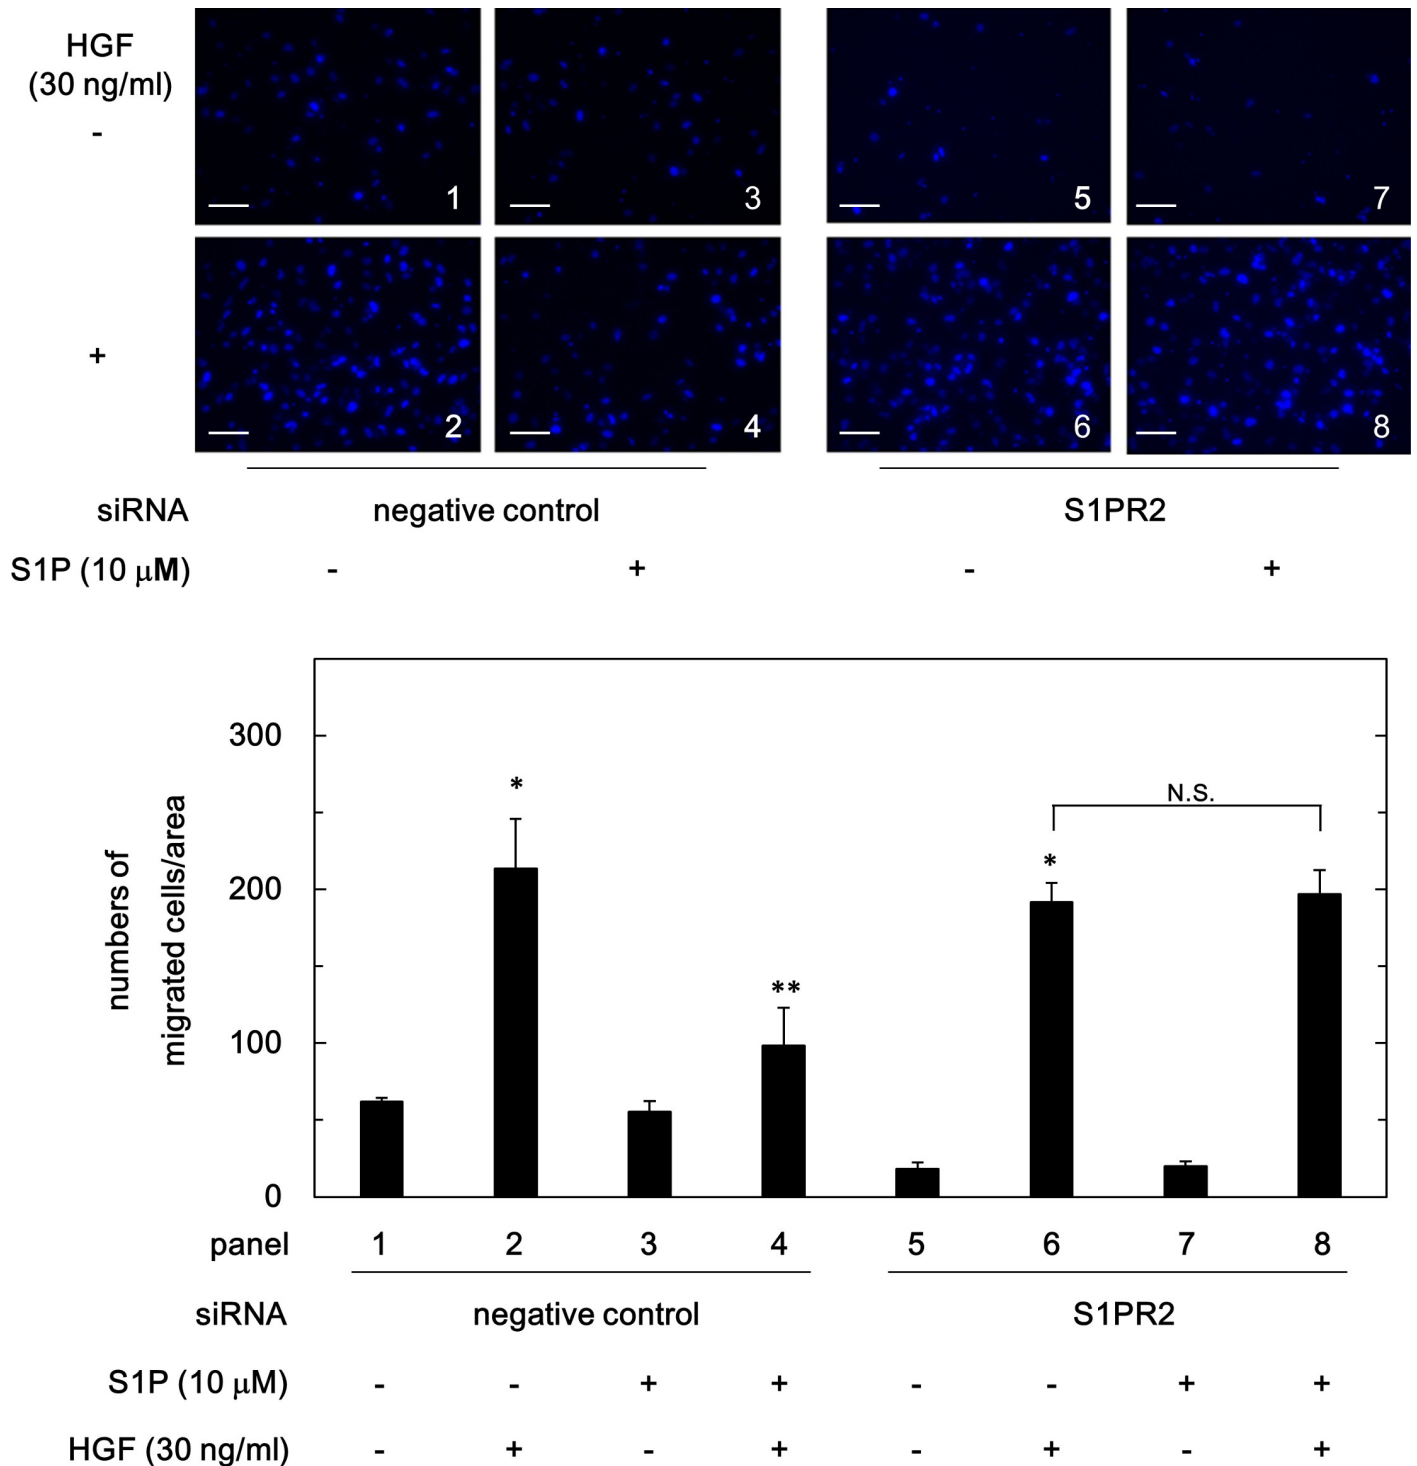 HGF
(30 ng/ml)
-
1 3 5 7
+
2 4 6 8
siRNA negative control S1PR2
S1P (10 μM) - + - +
300
200
100
0
numbers of
migrated cells/area
*
**
*
N.S.
panel 1 2 3 4 5 6 7 8
siRNA negative control S1PR2
S1P (10 μM) - - + + - - + +
HGF (30 ng/ml) - + - + - + - +